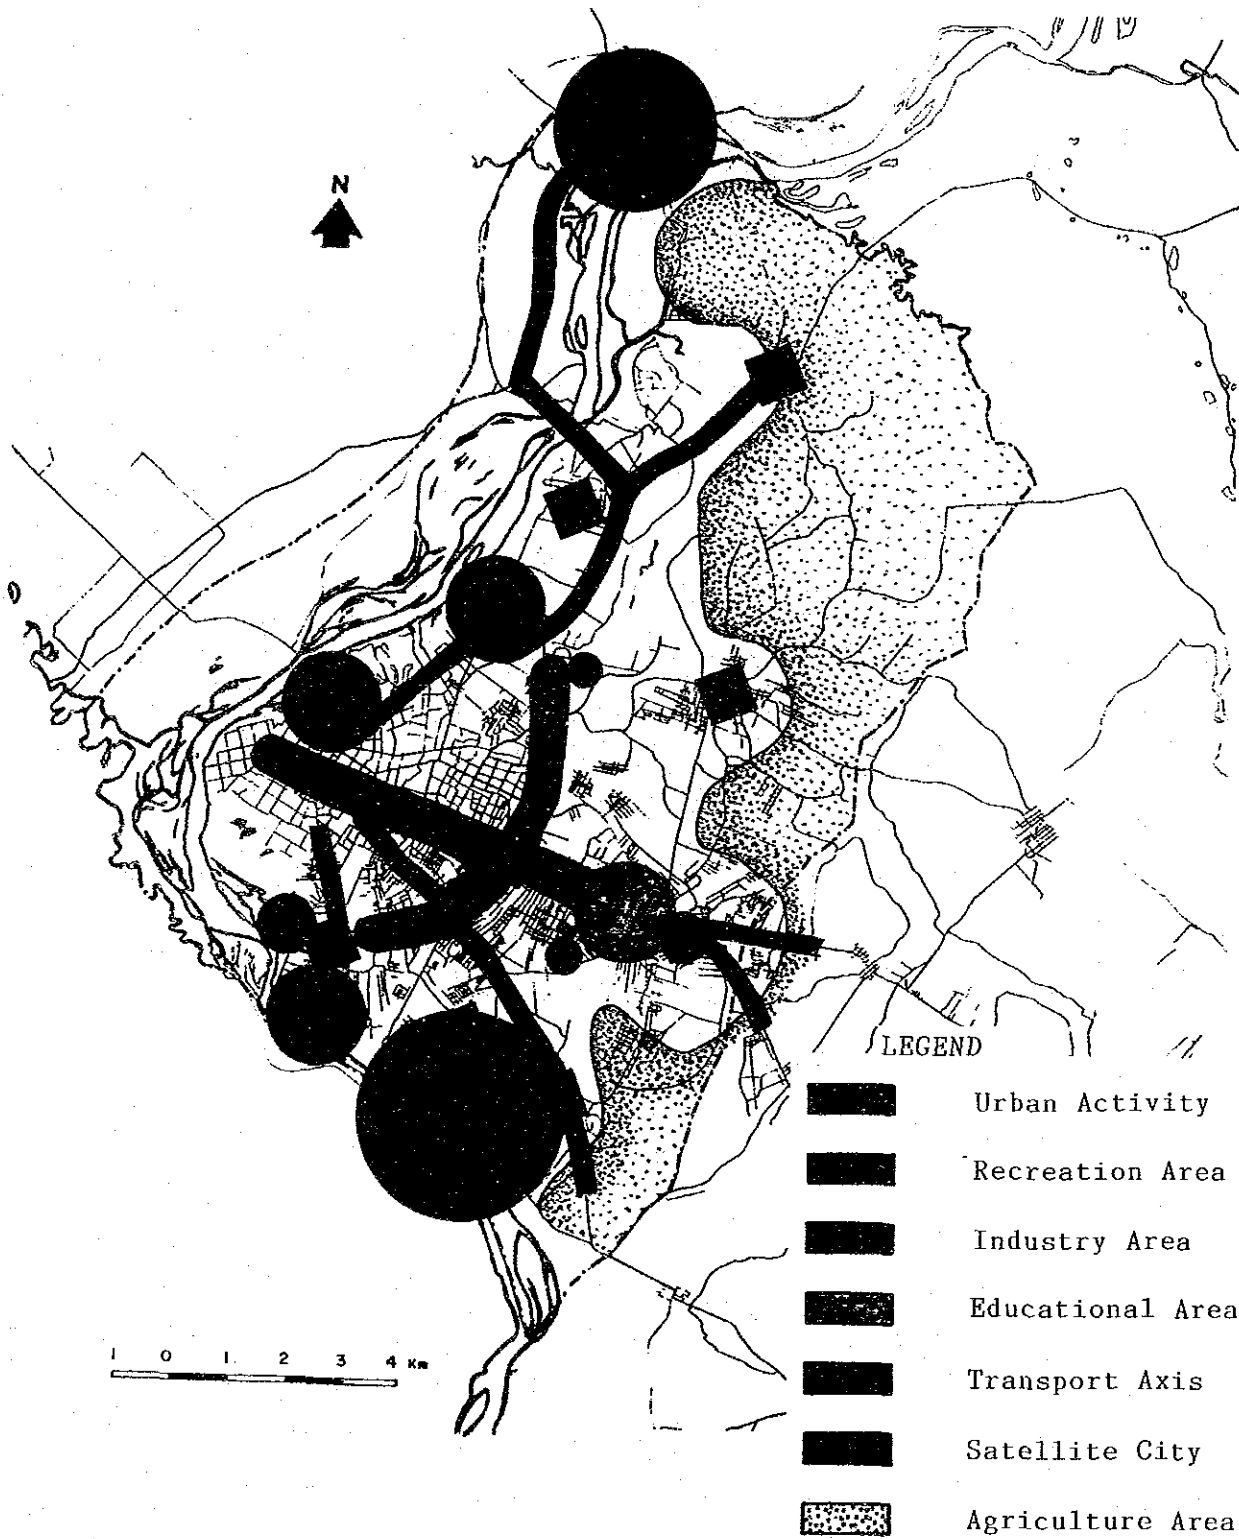 N
LEGEND
Urban Activity
Recreation Area
Industry Area
Educational Area
Transport Axis
Satellite City
Agriculture Area
1 0 1 2 3 4 Km